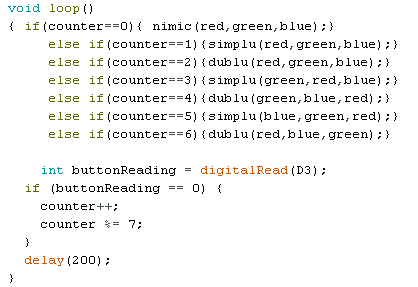 void loop()
{ if(counter==0){ nimic(red,green,blue);}
else if(counter==1){simplu(red,green,blue);}
else if(counter==2){dublu(red,green,blue);}
else if(counter==3){simplu(green,red,blue);}
else if(counter==4){dublu(green,blue,red);}
else if(counter==5){simplu(blue,green,red);}
else if(counter==6){dublu(red,blue,green);}
int buttonReading = digitalRead(D3);
if (buttonReading == 0) {
counter++;
counter %= 7;
}
delay(200);
}